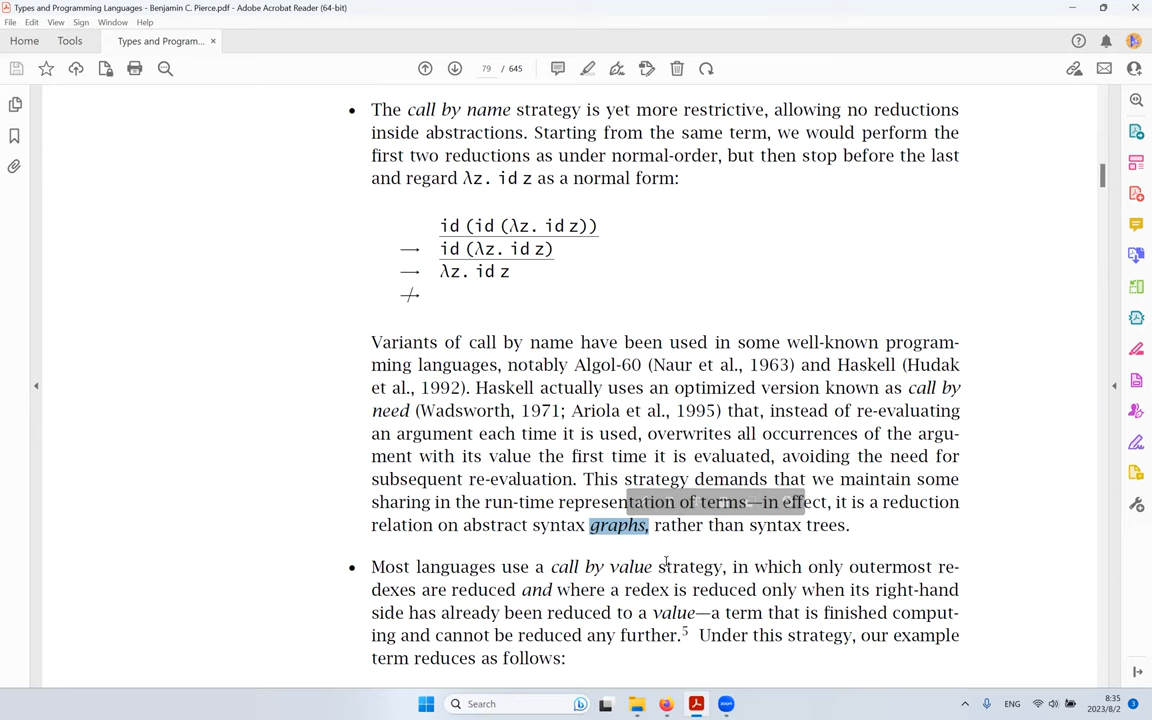 Types and Programming Languages - Benjamin C. Pierce.pdf - Adobe Acrobat Reader (64-bit)
File Edit View Sign Window Help
Home Tools Types and Program... ×
79 / 645
• The call by name strategy is yet more restrictive, allowing no reductions
inside abstractions. Starting from the same term, we would perform the
first two reductions as under normal-order, but then stop before the last
and regard λz. id z as a normal form:
id (id (λz. id z))
→ id (λz. id z)
→ λz. id z
↛
Variants of call by name have been used in some well-known program-
ming languages, notably Algol-60 (Naur et al., 1963) and Haskell (Hudak
et al., 1992). Haskell actually uses an optimized version known as call by
need (Wadsworth, 1971; Ariola et al., 1995) that, instead of re-evaluating
an argument each time it is used, overwrites all occurrences of the argu-
ment with its value the first time it is evaluated, avoiding the need for
subsequent re-evaluation. This strategy demands that we maintain some
sharing in the run-time representation of terms—in effect, it is a reduction
relation on abstract syntax graphs, rather than syntax trees.
• Most languages use a call by value strategy, in which only outermost re-
dexes are reduced and where a redex is reduced only when its right-hand
side has already been reduced to a value—a term that is finished comput-
ing and cannot be reduced any further.5 Under this strategy, our example
term reduces as follows:
Search
zoom
ENG
8:35
2023/8/2
3